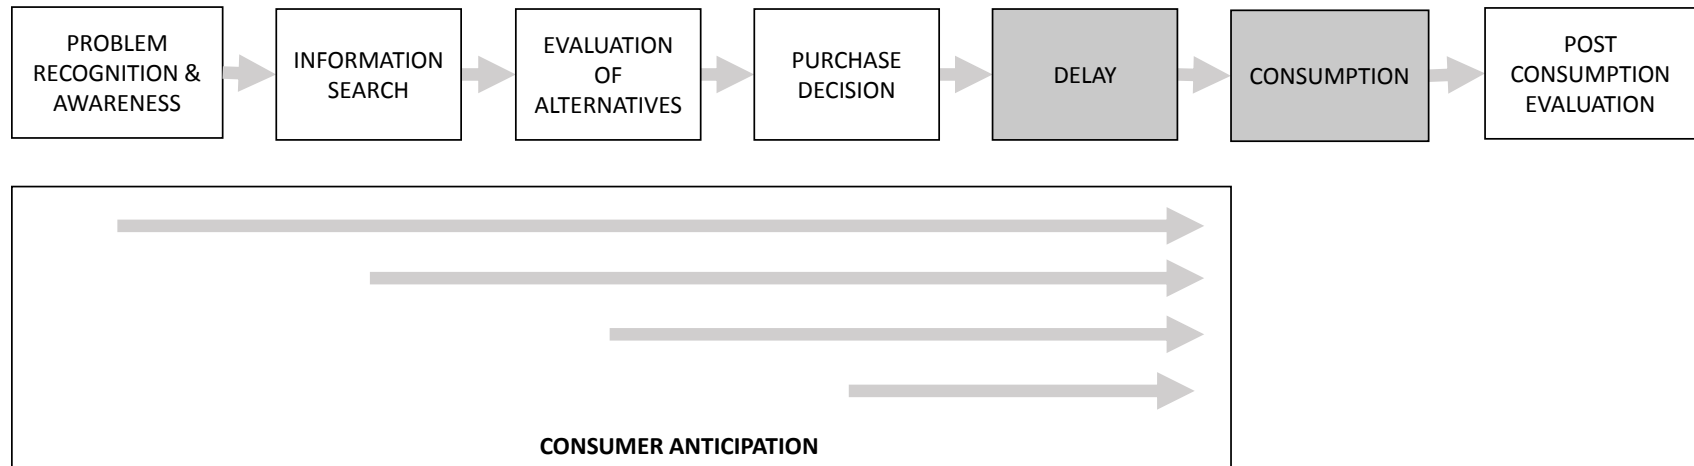 PROBLEM
RECOGNITION &
AWARENESS
INFORMATION
SEARCH
EVALUATION
OF
ALTERNATIVES
PURCHASE
DECISION
DELAY
CONSUMPTION
POST
CONSUMPTION
EVALUATION
CONSUMER ANTICIPATION